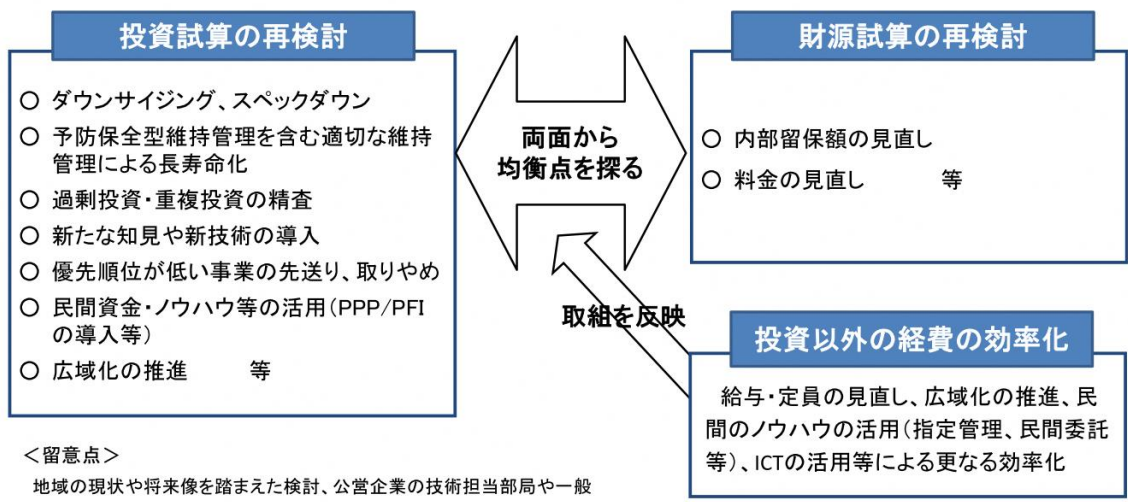 投資試算の再検討
○ ダウンサイジング、スペックダウン
○ 予防保全型維持管理を含む適切な維持
管理による長寿命化
○ 過剰投資・重複投資の精査
○ 新たな知見や新技術の導入
○ 優先順位が低い事業の先送り、取りやめ
○ 民間資金・ノウハウ等の活用(PPP/PFI
の導入等)
○ 広域化の推進　　等
両面から
均衡点を探る
財源試算の再検討
○ 内部留保額の見直し
○ 料金の見直し　　　等
取組を反映
投資以外の経費の効率化
給与・定員の見直し、広域化の推進、民
間のノウハウの活用(指定管理、民間委託
等)、ICTの活用等による更なる効率化
<留意点>
地域の現状や将来像を踏まえた検討、公営企業の技術担当部局や一般